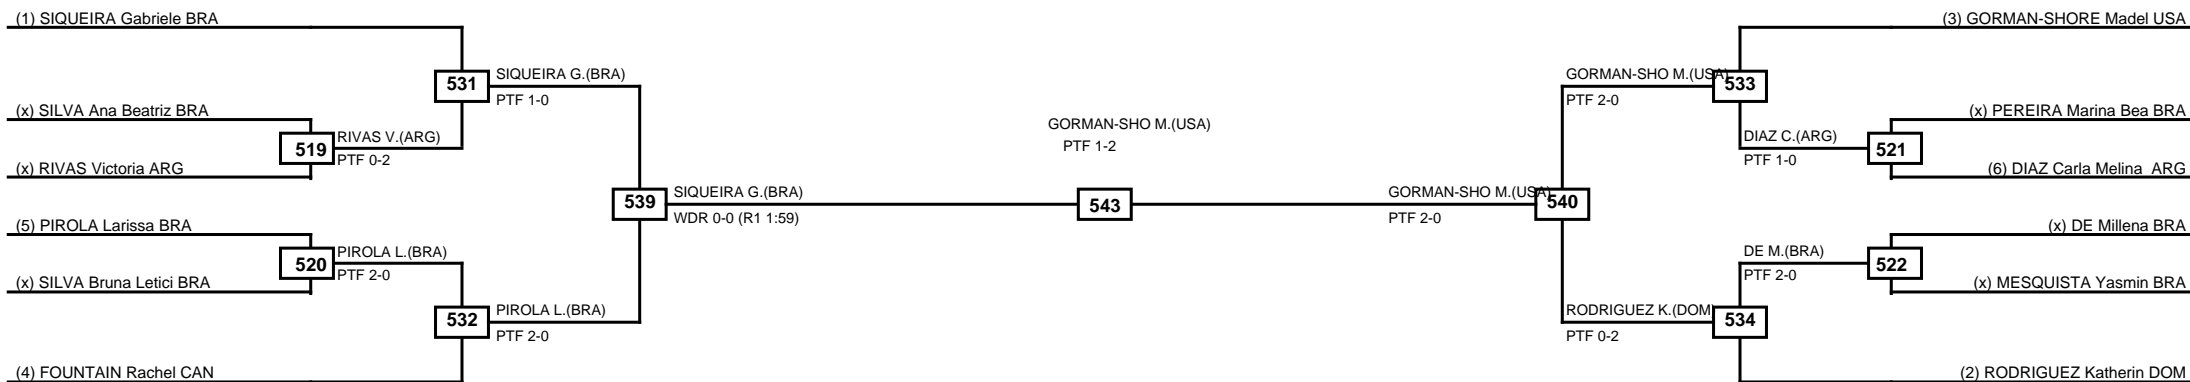 (1) SIQUEIRA Gabriele BRA
(3) GORMAN-SHORE Madel USA
531
SIQUEIRA G.(BRA)
PTF 1-0
GORMAN-SHO M.(USA)
PTF 2-0
533
(x) SILVA Ana Beatriz BRA
519
RIVAS V.(ARG)
PTF 0-2
(x) RIVAS Victoria ARG
GORMAN-SHO M.(USA)
PTF 1-2
DIAZ C.(ARG)
PTF 1-0
521
(x) PEREIRA Marina Bea BRA
(6) DIAZ Carla Melina  ARG
539
SIQUEIRA G.(BRA)
WDR 0-0 (R1 1:59)
543
GORMAN-SHO M.(USA)
PTF 2-0
540
(5) PIROLA Larissa BRA
520
PIROLA L.(BRA)
PTF 2-0
(x) SILVA Bruna Letici BRA
DE M.(BRA)
PTF 2-0
522
(x) DE Millena BRA
(x) MESQUISTA Yasmin BRA
532
PIROLA L.(BRA)
PTF 2-0
RODRIGUEZ K.(DOM)
PTF 0-2
534
(4) FOUNTAIN Rachel CAN
(2) RODRIGUEZ Katherin DOM